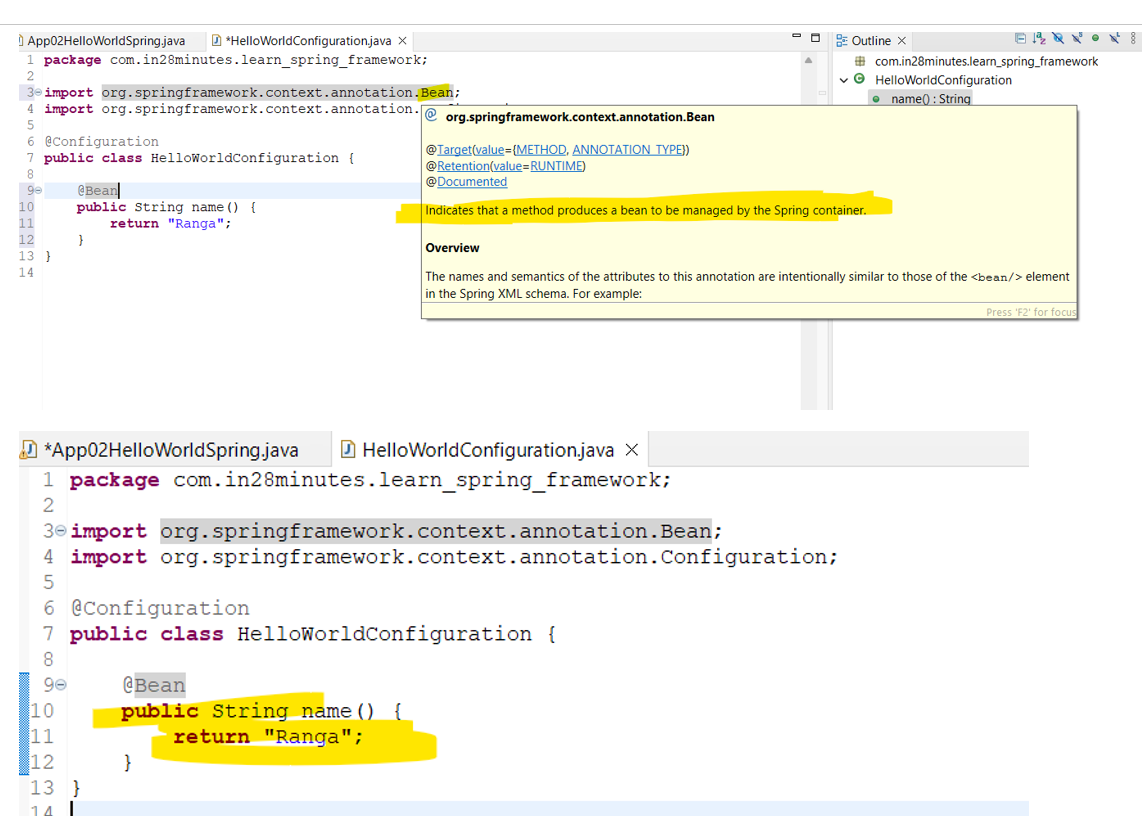 App02HelloWorldSpring.java
*HelloWorldConfiguration.java
1 package com.in28minutes.learn_spring_framework;
2
3 import org.springframework.context.annotation.Bean;
4 import org.springframework.context.annotation.
5
6 @Configuration
7 public class HelloWorldConfiguration {
8
9 @Bean
10 public String name() {
11 return "Ranga";
12 }
13 }
14
@ org.springframework.context.annotation.Bean
@Target(value={METHOD, ANNOTATION_TYPE})
@Retention(value=RUNTIME)
@Documented
Indicates that a method produces a bean to be managed by the Spring container.
Overview
The names and semantics of the attributes to this annotation are intentionally similar to those of the <bean/> element
in the Spring XML schema. For example:
Press 'F2' for focus
Outline
com.in28minutes.learn_spring_framework
HelloWorldConfiguration
name() : String
*App02HelloWorldSpring.java
HelloWorldConfiguration.java
1 package com.in28minutes.learn_spring_framework;
2
3 import org.springframework.context.annotation.Bean;
4 import org.springframework.context.annotation.Configuration;
5
6 @Configuration
7 public class HelloWorldConfiguration {
8
9 @Bean
10 public String name() {
11 return "Ranga";
12 }
13 }
14